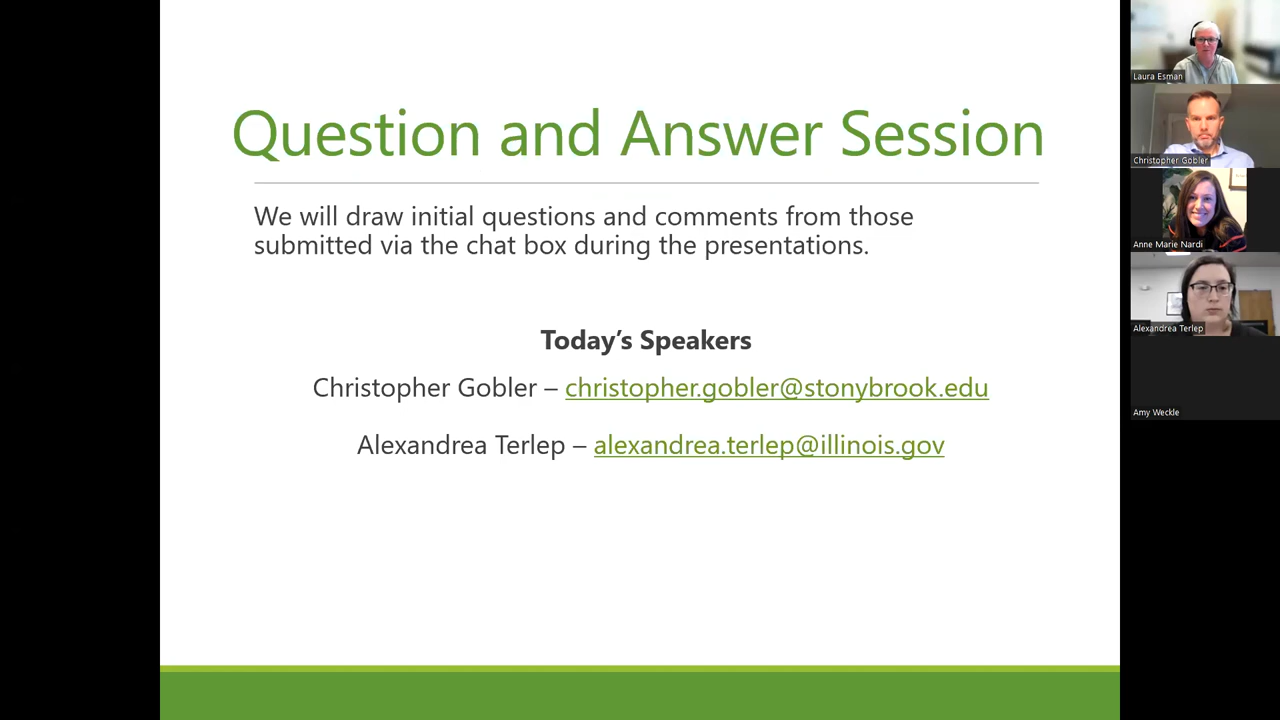 Question and Answer Session
We will draw initial questions and comments from those
submitted via the chat box during the presentations.
Today's Speakers
Christopher Gobler – christopher.gobler@stonybrook.edu
Alexandrea Terlep – alexandrea.terlep@illinois.gov
Laura Esman
Christopher Gobler
Anne Marie Nardi
Alexandrea Terlep
Amy Weckle